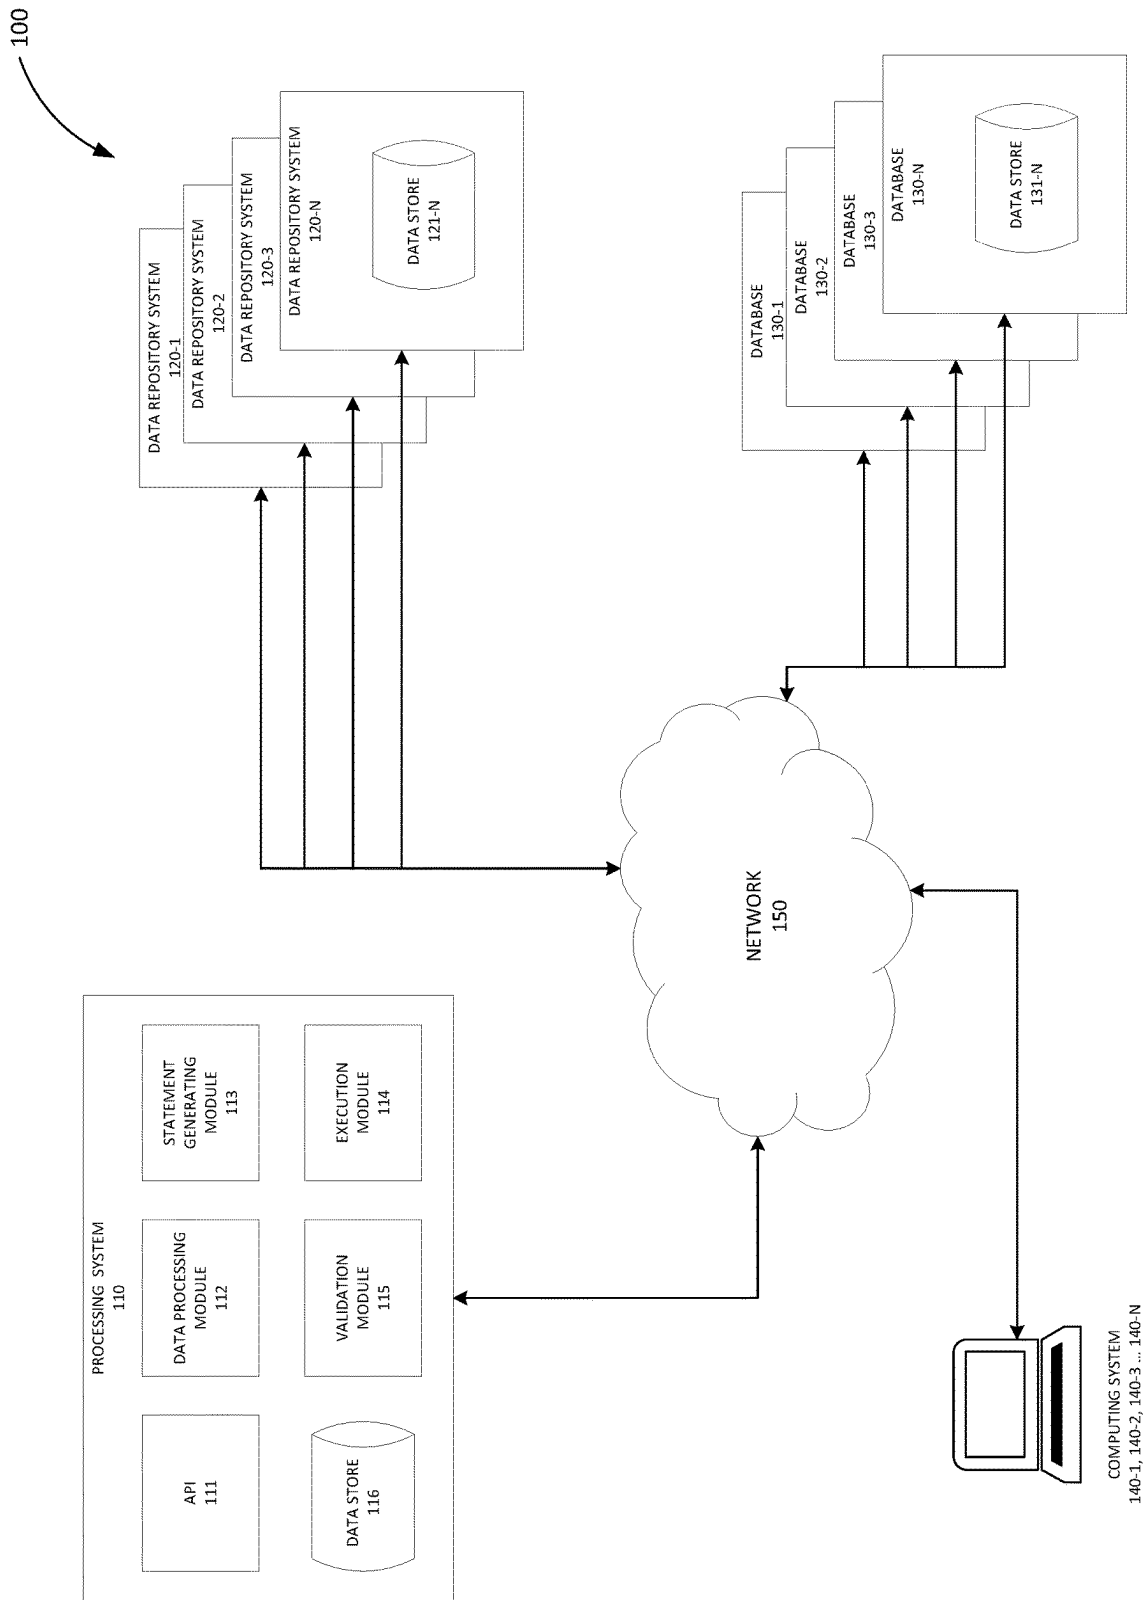 100
PROCESSING SYSTEM
110
API
111
DATA PROCESSING
MODULE
112
STATEMENT
GENERATING
MODULE
113
DATA STORE
116
VALIDATION
MODULE
115
EXECUTION
MODULE
114
DATA REPOSITORY SYSTEM
120-1
DATA REPOSITORY SYSTEM
120-2
DATA REPOSITORY SYSTEM
120-3
DATA REPOSITORY SYSTEM
120-N
DATA STORE
121-N
NETWORK
150
DATABASE
130-1
DATABASE
130-2
DATABASE
130-3
DATABASE
130-N
DATA STORE
131-N
COMPUTING SYSTEM
140-1, 140-2, 140-3 ... 140-N